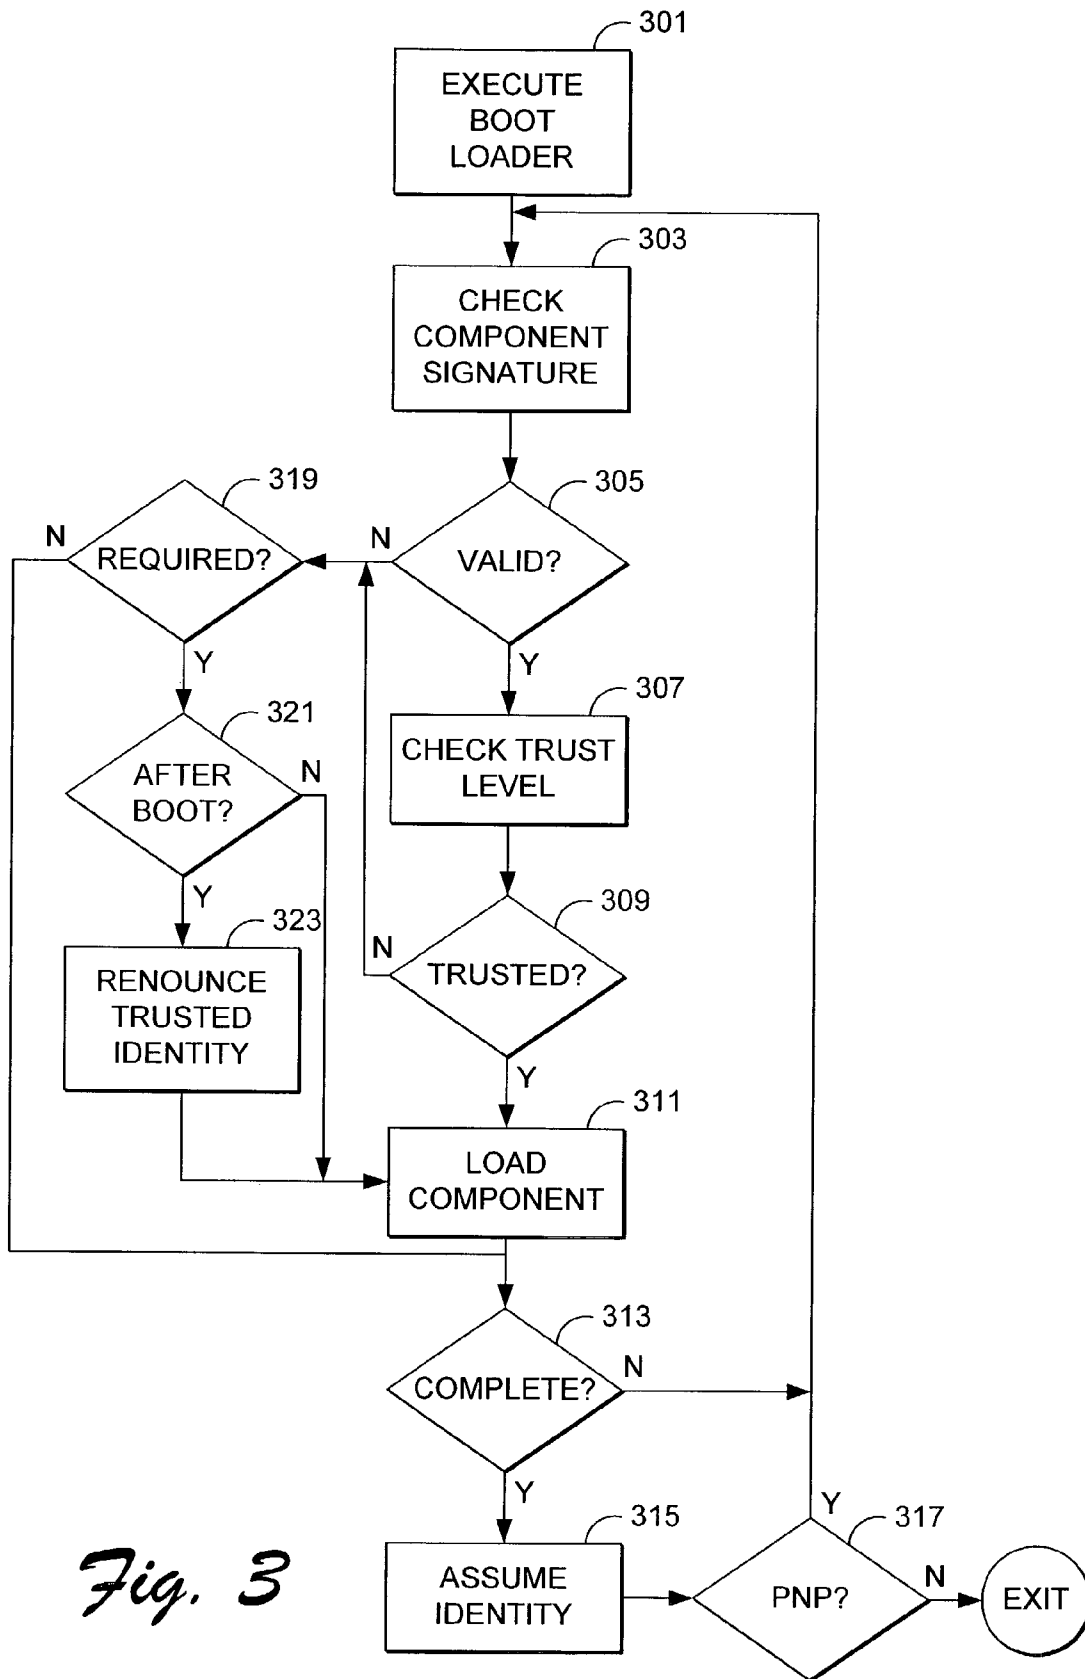 301
EXECUTE
BOOT
LOADER
303
CHECK
COMPONENT
SIGNATURE
319
305
N
REQUIRED?
N
VALID?
Y
Y
307
321
CHECK TRUST
LEVEL
AFTER
BOOT?
N
Y
309
323
N
TRUSTED?
RENOUNCE
TRUSTED
IDENTITY
Y
311
LOAD
COMPONENT
313
N
COMPLETE?
Y
Y
315
317
Fig. 3
ASSUME
IDENTITY
PNP?
N
EXIT